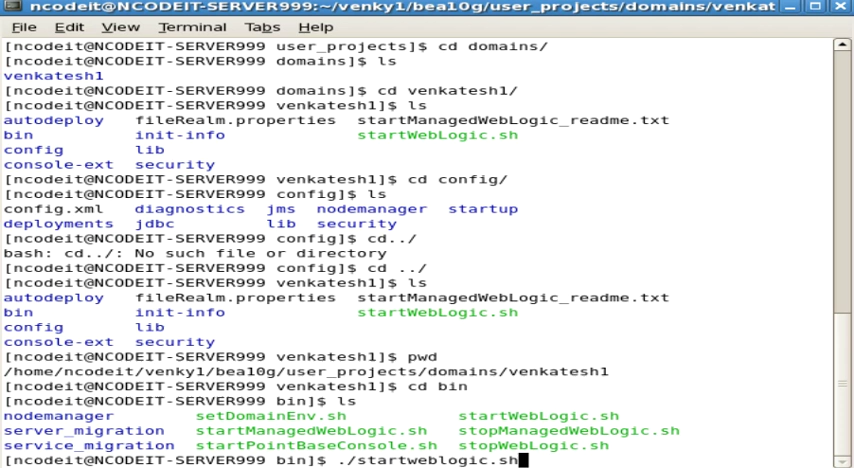 ncodeit@NCODEIT-SERVER999:~/venky1/bea10g/user_projects/domains/venkat
File Edit View Terminal Tabs Help
[ncodeit@NCODEIT-SERVER999 user_projects]$ cd domains/
[ncodeit@NCODEIT-SERVER999 domains]$ ls
venkatesh1
[ncodeit@NCODEIT-SERVER999 domains]$ cd venkatesh1/
[ncodeit@NCODEIT-SERVER999 venkatesh1]$ ls
autodeploy fileRealm.properties startManagedWebLogic_readme.txt
bin init-info startWebLogic.sh
config lib
console-ext security
[ncodeit@NCODEIT-SERVER999 venkatesh1]$ cd config/
[ncodeit@NCODEIT-SERVER999 config]$ ls
config.xml diagnostics jms nodemanager startup
deployments jdbc lib security
[ncodeit@NCODEIT-SERVER999 config]$ cd../
bash: cd../: No such file or directory
[ncodeit@NCODEIT-SERVER999 config]$ cd ../
[ncodeit@NCODEIT-SERVER999 venkatesh1]$ ls
autodeploy fileRealm.properties startManagedWebLogic_readme.txt
bin init-info startWebLogic.sh
config lib
console-ext security
[ncodeit@NCODEIT-SERVER999 venkatesh1]$ pwd
/home/ncodeit/venky1/bea10g/user_projects/domains/venkatesh1
[ncodeit@NCODEIT-SERVER999 venkatesh1]$ cd bin
[ncodeit@NCODEIT-SERVER999 bin]$ ls
nodemanager setDomainEnv.sh startWebLogic.sh
server_migration startManagedWebLogic.sh stopManagedWebLogic.sh
service_migration startPointBaseConsole.sh stopWebLogic.sh
[ncodeit@NCODEIT-SERVER999 bin]$ ./startweblogic.sh